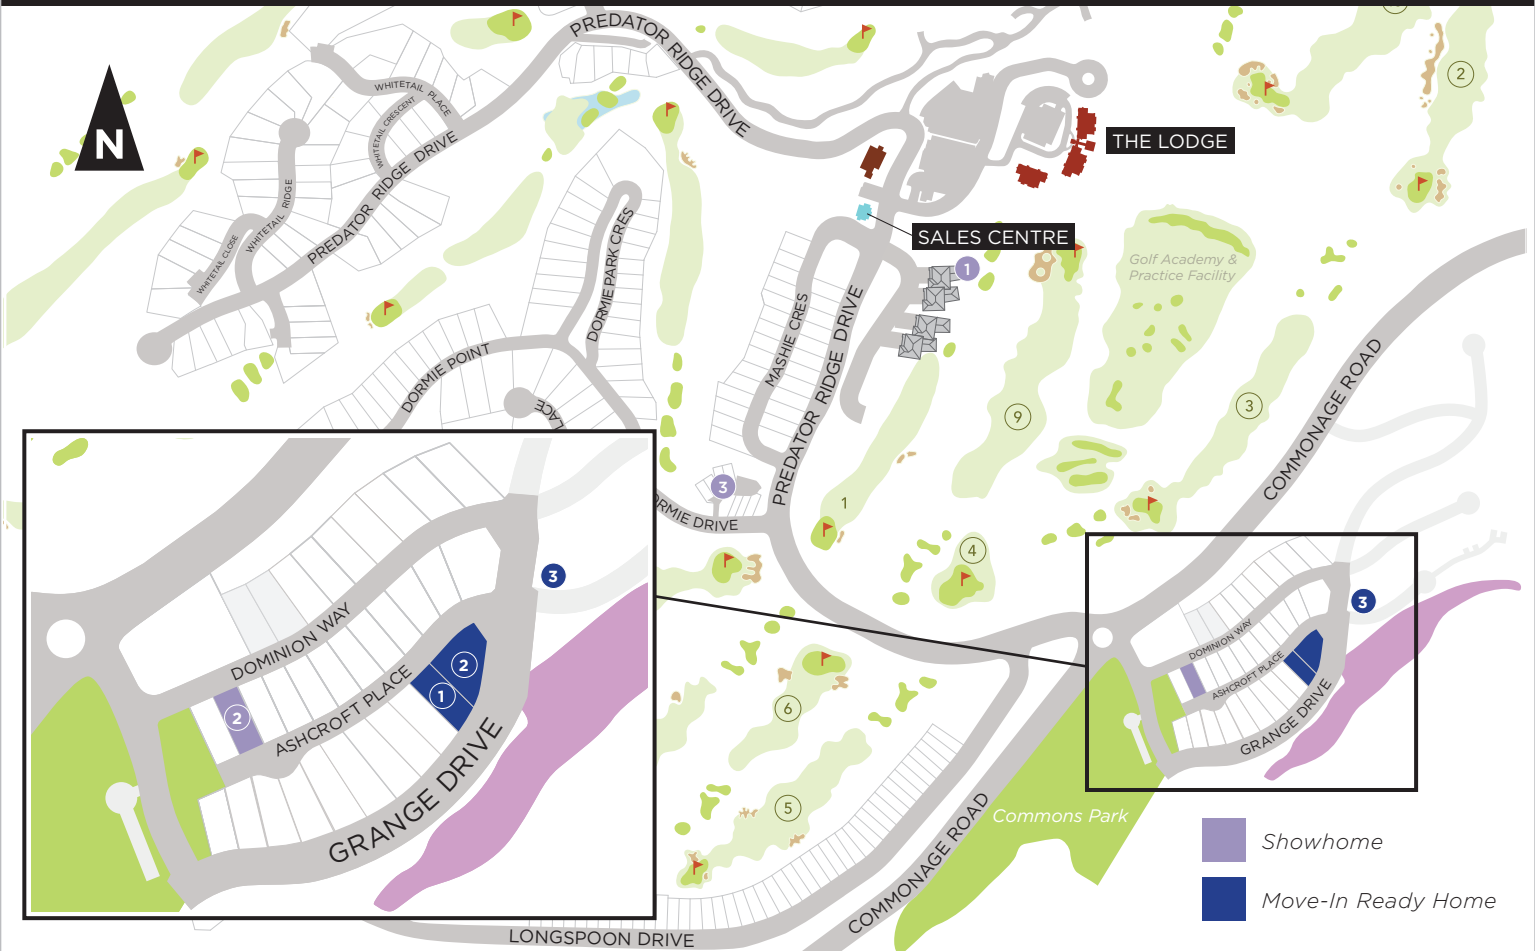 PREDATOR RIDGE DRIVE
2
WHITETAIL PLACE
WHITETAIL CRESCENT
N
THE LODGE
PREDATOR RIDGE DRIVE
WHITETAIL RIDGE
WHITETAIL CLOSE
DORMIE PARK CRES
SALES CENTRE
1
Golf Academy &
Practice Facility
MASHIE CRES
PREDATOR RIDGE DRIVE
DORMIE POINT
LACE
9
3
COMMONAGE ROAD
3
1
ORMIE DRIVE
4
3
3
DOMINION WAY
2
ASHCROFT PLACE
1
2
GRANGE DRIVE
DOMINION WAY
ASHCROFT PLACE
GRANGE DRIVE
6
5
Commons Park
COMMONAGE ROAD
Showhome
Move-In Ready Home
LONGSPOON DRIVE